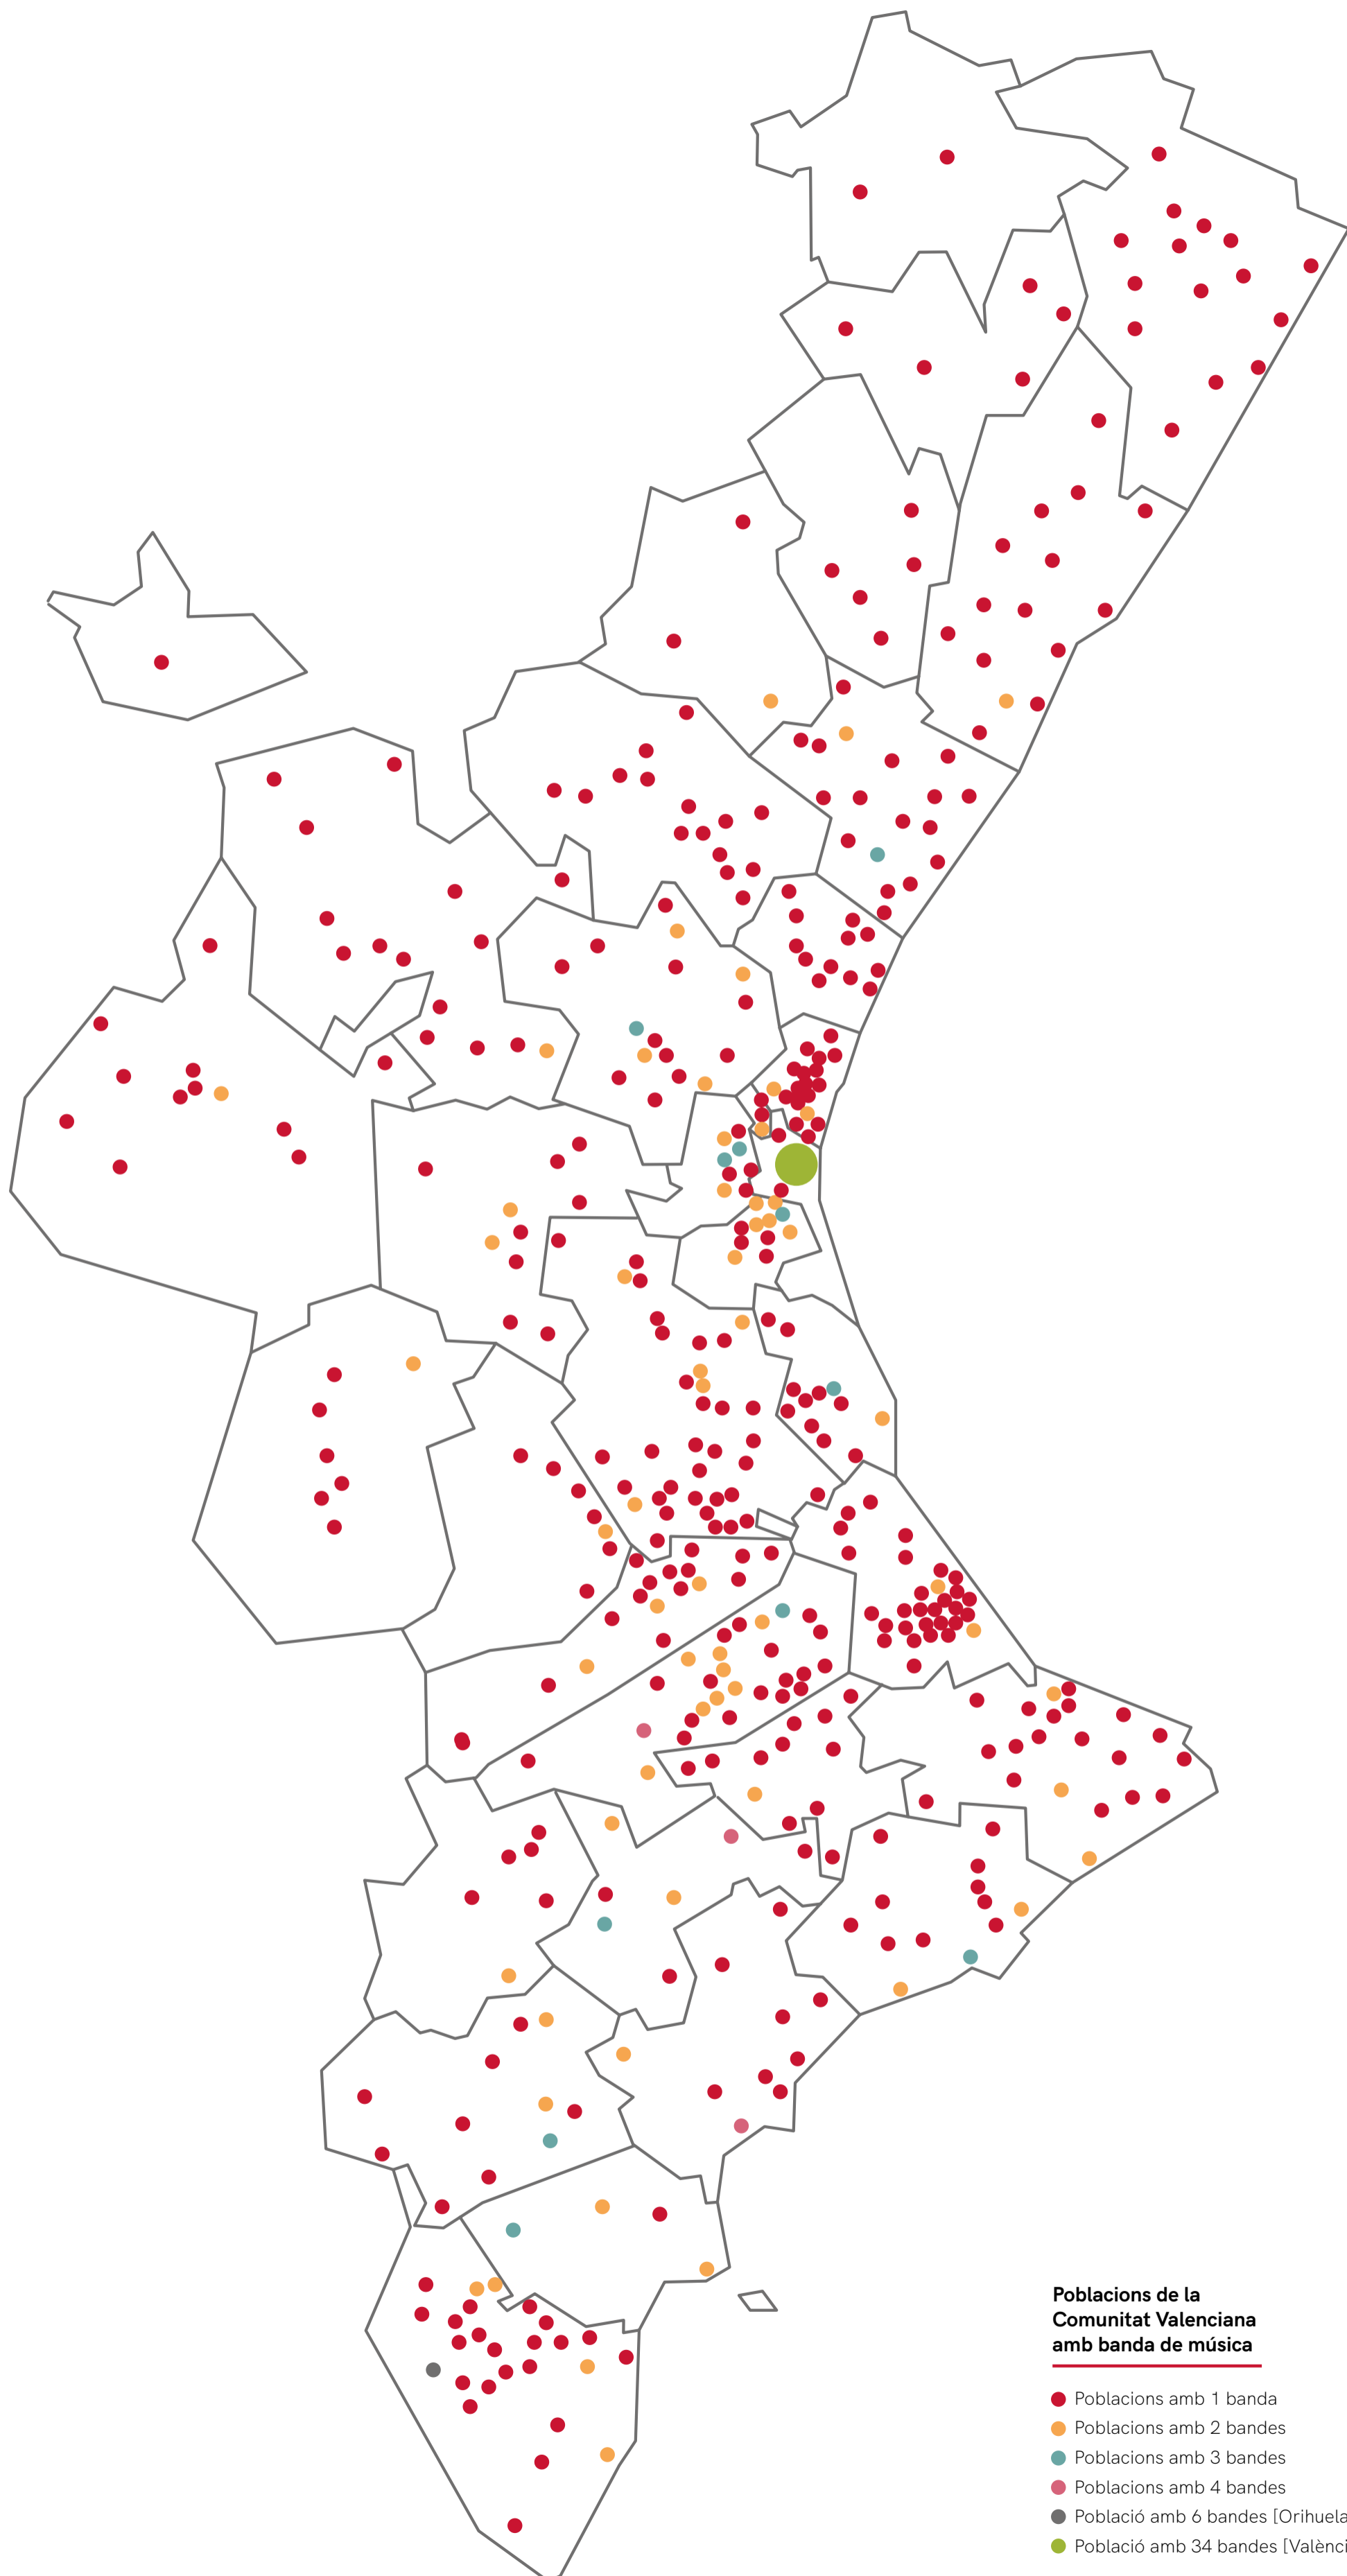 Poblacions de la
Comunitat Valenciana
amb banda de música
Poblacions amb 1 banda
Poblacions amb 2 bandes
Poblacions amb 3 bandes
Poblacions amb 4 bandes
Població amb 6 bandes [Orihuela
Població amb 34 bandes [Valènci